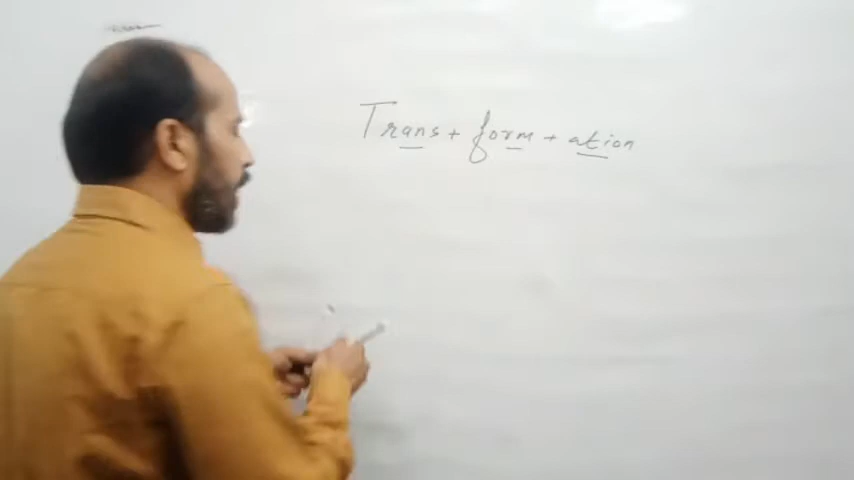 Trans + form + ation